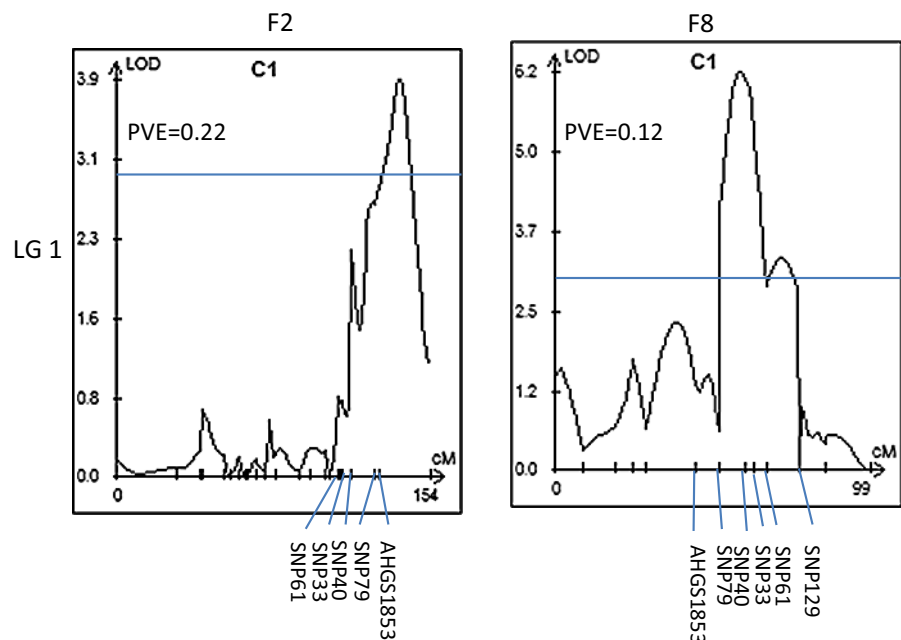 F2
F8
LG 1
LOD
C1
PVE=0.22
3.9
3.1
2.3
1.6
0.8
0.0
0
154
cM
SNP61
SNP33
SNP40
SNP79
AHGS1853
LOD
C1
PVE=0.12
6.2
5.0
3.7
2.5
1.2
0.0
0
99
cM
AHGS1853
SNP79
SNP40
SNP33
SNP61
SNP129